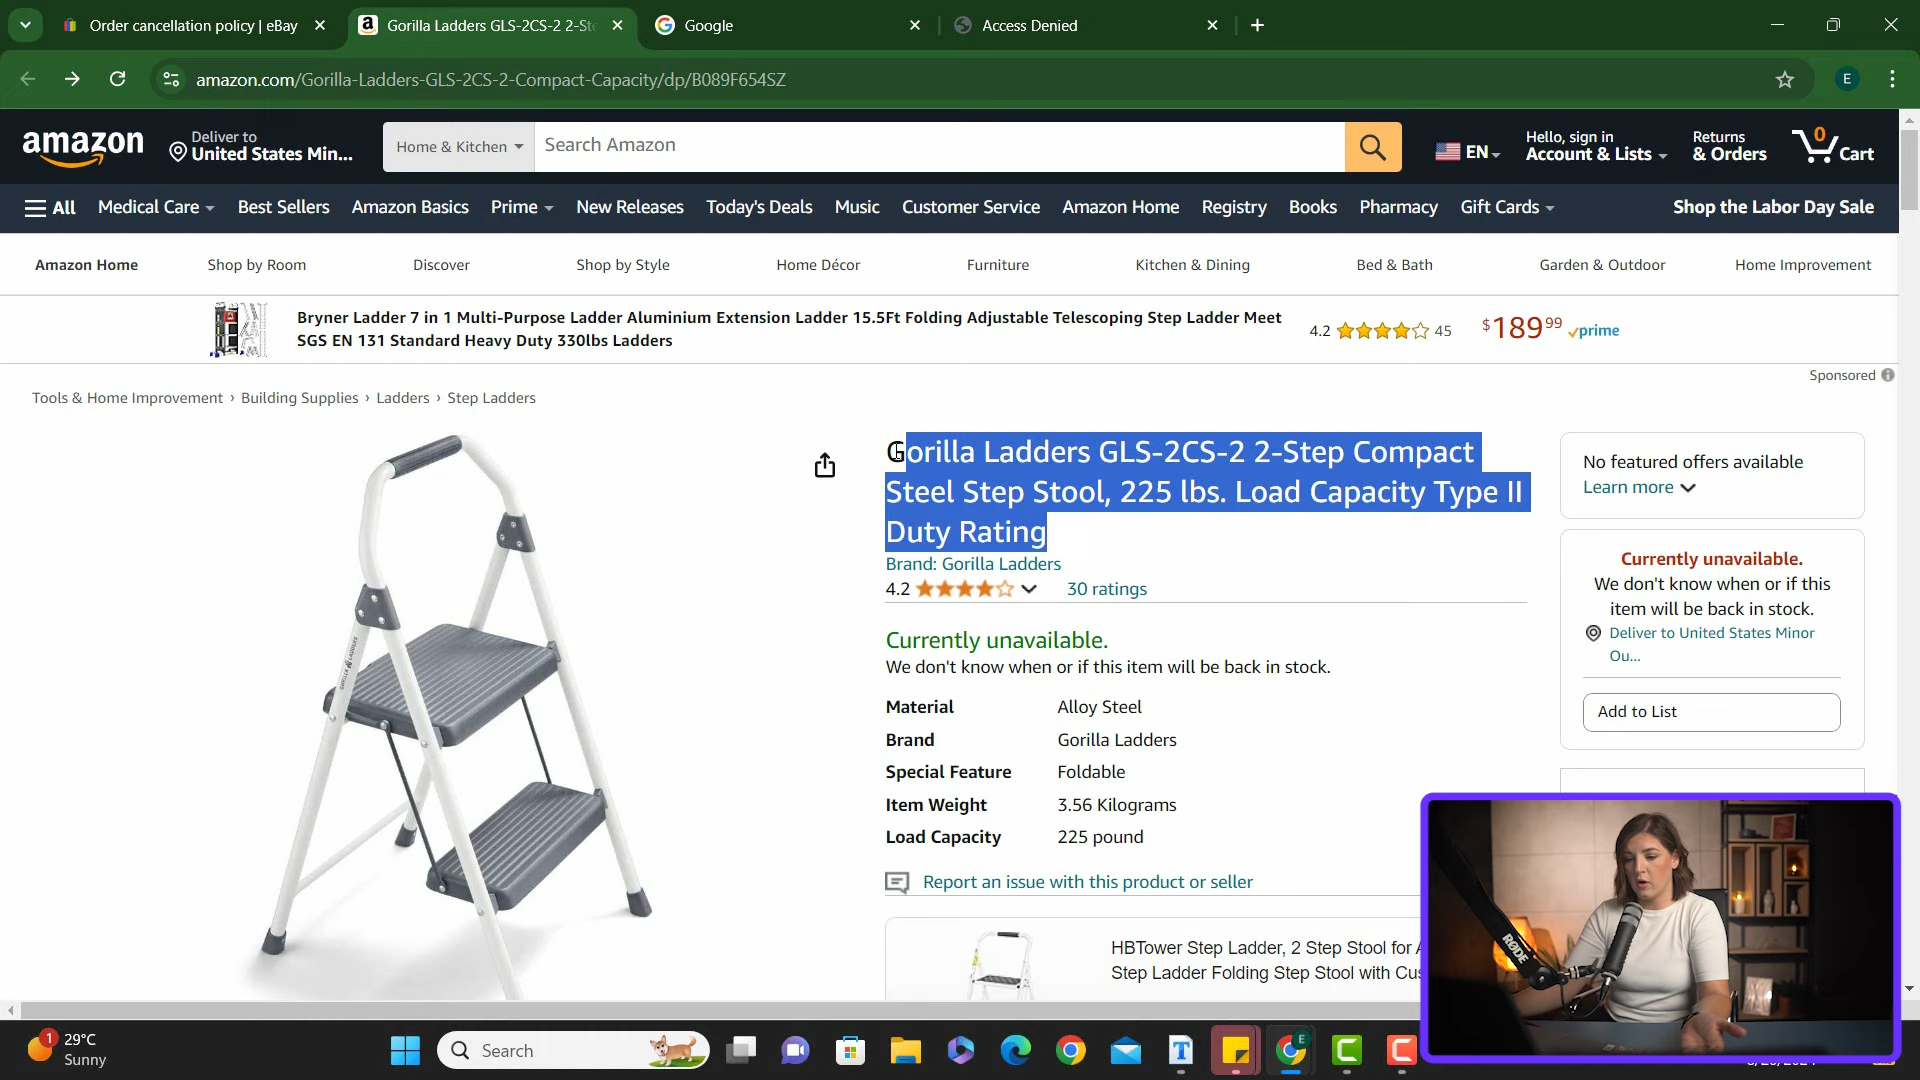 Order cancellation policy | eBay
Gorilla Ladders GLS-2CS-2 2-St
Google
Access Denied
amazon.com/Gorilla-Ladders-GLS-2CS-2-Compact-Capacity/dp/B089F654SZ
E
amazon
Deliver to
United States Min...
Home & Kitchen
Search Amazon
EN
Hello, sign in
Account & Lists
Returns
& Orders
0
Cart
All
Medical Care
Best Sellers
Amazon Basics
Prime
New Releases
Today's Deals
Music
Customer Service
Amazon Home
Registry
Books
Pharmacy
Gift Cards
Shop the Labor Day Sale
Amazon Home
Shop by Room
Discover
Shop by Style
Home Décor
Furniture
Kitchen & Dining
Bed & Bath
Garden & Outdoor
Home Improvement
Bryner Ladder 7 in 1 Multi-Purpose Ladder Aluminium Extension Ladder 15.5Ft Folding Adjustable Telescoping Step Ladder Meet
SGS EN 131 Standard Heavy Duty 330lbs Ladders
4.2
45
$189 99
prime
Sponsored
Tools & Home Improvement › Building Supplies › Ladders › Step Ladders
Gorilla Ladders GLS-2CS-2 2-Step Compact
Steel Step Stool, 225 lbs. Load Capacity Type II
Duty Rating
Brand: Gorilla Ladders
4.2
30 ratings
Currently unavailable.
We don't know when or if this item will be back in stock.
Material Alloy Steel
Brand Gorilla Ladders
Special Feature Foldable
Item Weight 3.56 Kilograms
Load Capacity 225 pound
Report an issue with this product or seller
HBTower Step Ladder, 2 Step Stool for
Step Ladder Folding Step Stool with
No featured offers available
Learn more
Currently unavailable.
We don't know when or if this
item will be back in stock.
Deliver to United States Minor
Ou...
Add to List
GORILLA LADDERS
RØDE
1
29°C
Sunny
Search